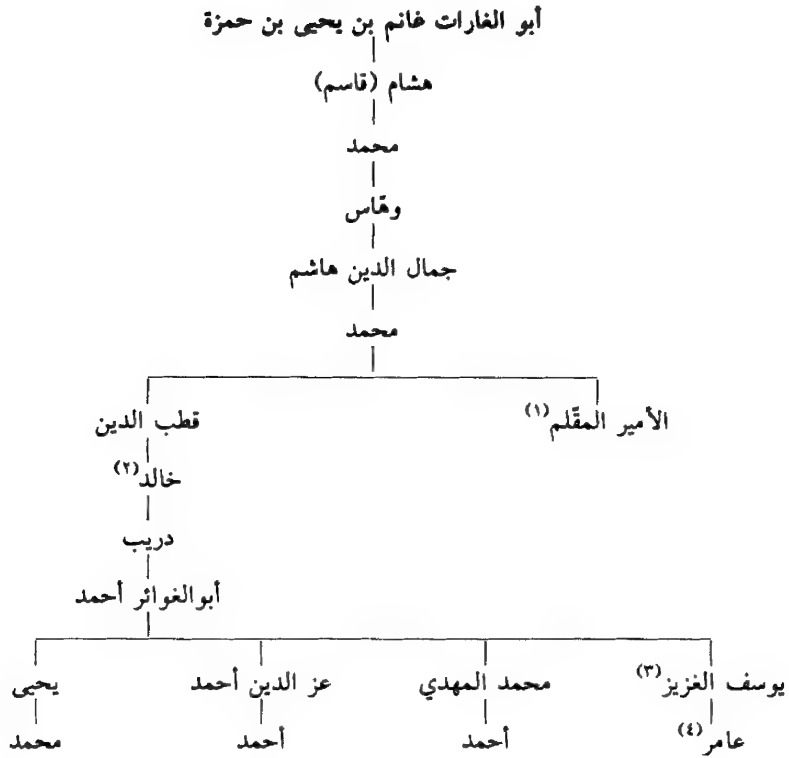 أبو الغارات غانم بن يحيى بن حمزة
هشام (قاسم)
محمد
وهّاس
جمال الدين هاشم
محمد
الأمير المقّلم(١) قطب الدين
خالد(٢)
دريب
أبوالغوائر أحمد
يوسف الغزيز(٣) محمد المهدي عز الدين أحمد يحيى
عامر(٤) أحمد أحمد محمد